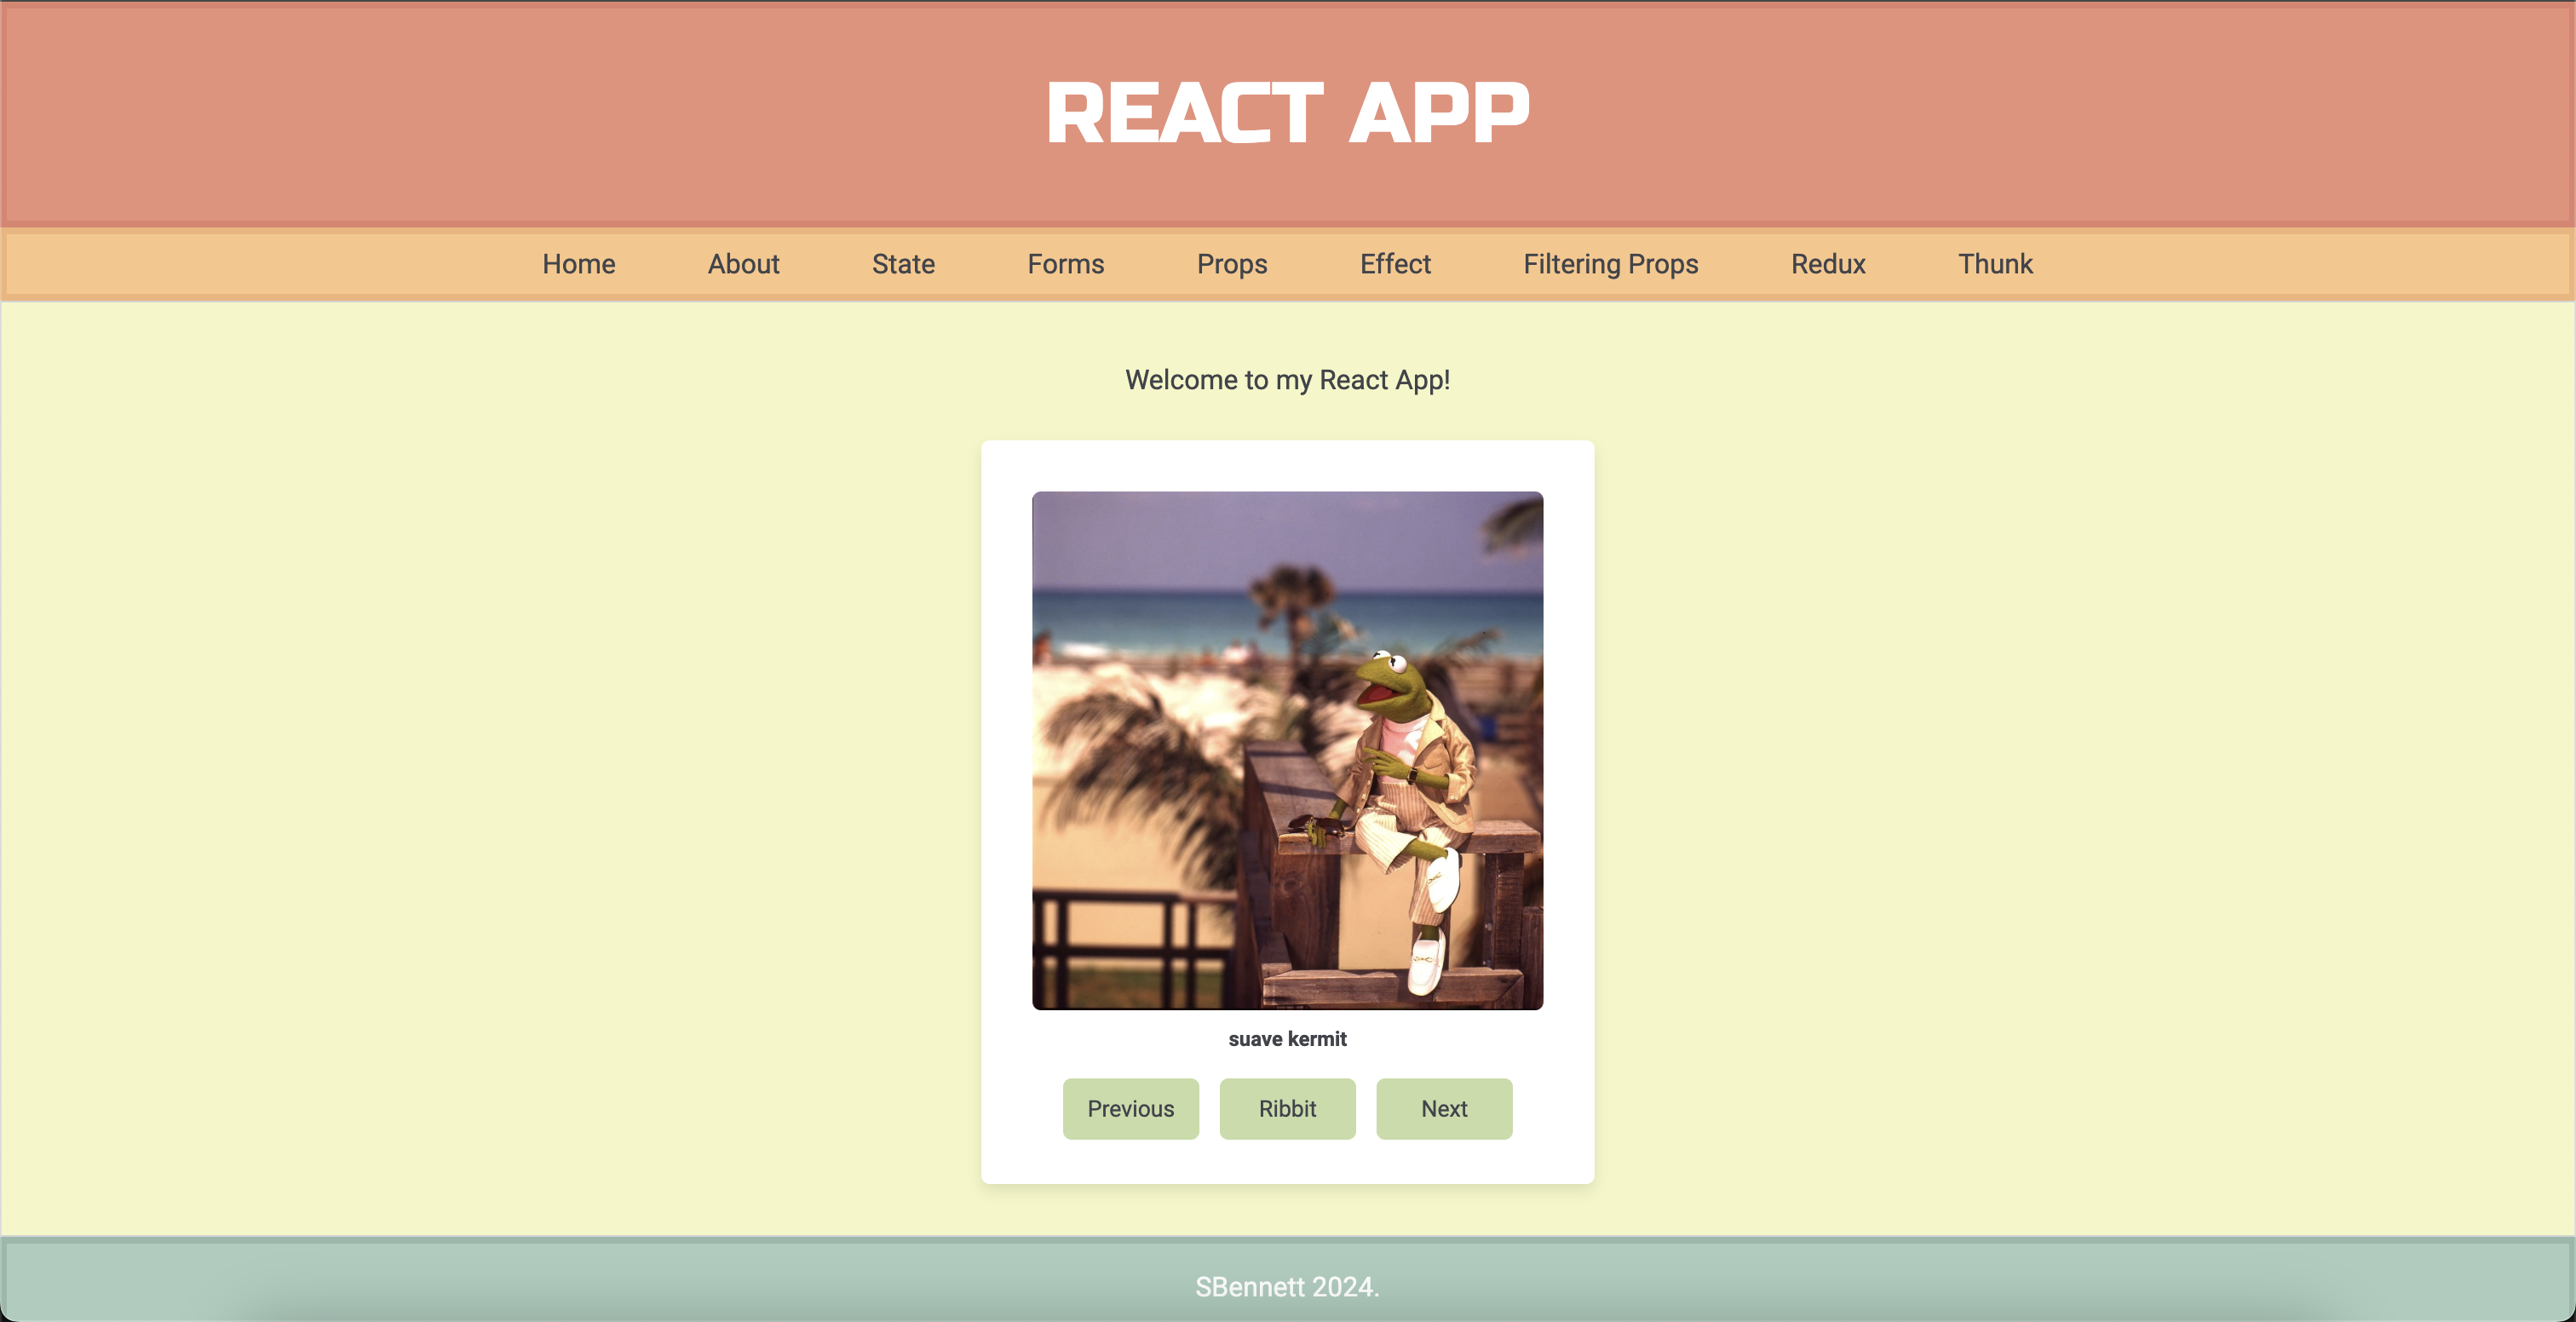 REACT APP
Home About State Forms Props Effect Filtering Props Redux Thunk
Welcome to my React App!
suave kermit
Previous Ribbit Next
SBennett 2024.